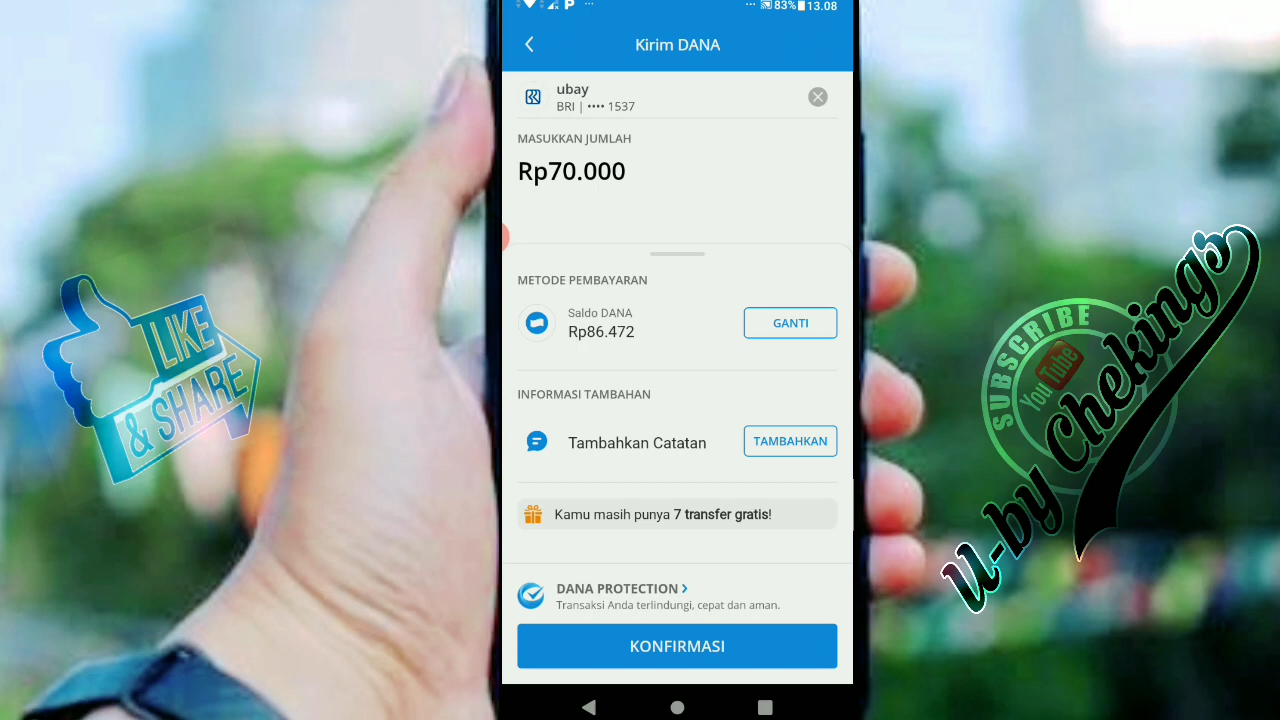 P ... ... 83% 13.08
Kirim DANA
ubay
BRI | •••• 1537
MASUKKAN JUMLAH
Rp70.000
METODE PEMBAYARAN
Saldo DANA
Rp86.472
GANTI
INFORMASI TAMBAHAN
Tambahkan Catatan
TAMBAHKAN
Kamu masih punya 7 transfer gratis!
DANA PROTECTION >
Transaksi Anda terlindungi, cepat dan aman.
KONFIRMASI
LIKE
& SHARE
SUBSCRIBE
YouTube
U-by Chekings